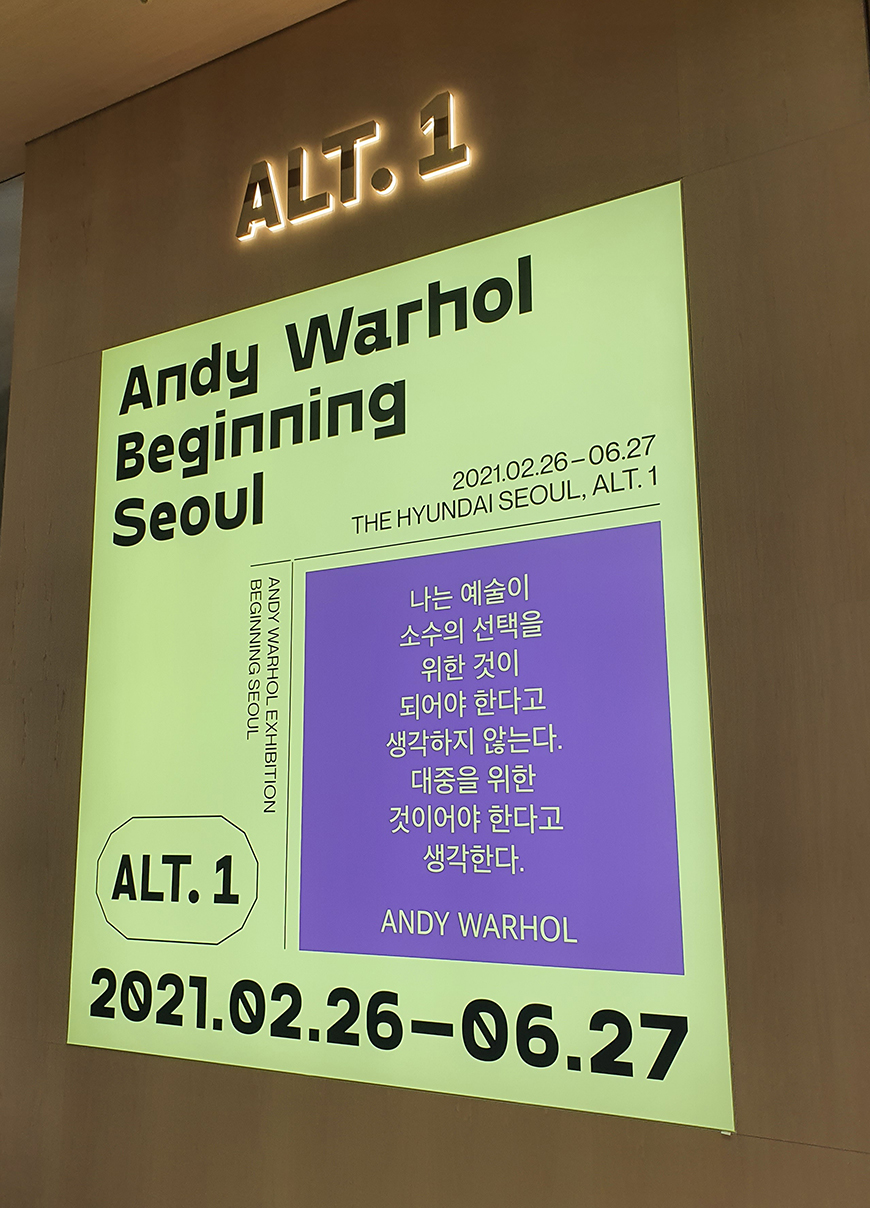 ALT. 1
Andy Warhol
Beginning
Seoul
2021.02.26–06.27
THE HYUNDAI SEOUL, ALT. 1
ANDY WARHOL EXHIBITION
BEGINNING SEOUL
나는 예술이
소수의 선택을
위한 것이
되어야 한다고
생각하지 않는다.
대중을 위한
것이어야 한다고
생각한다.
ANDY WARHOL
ALT. 1
2021.02.26–06.27